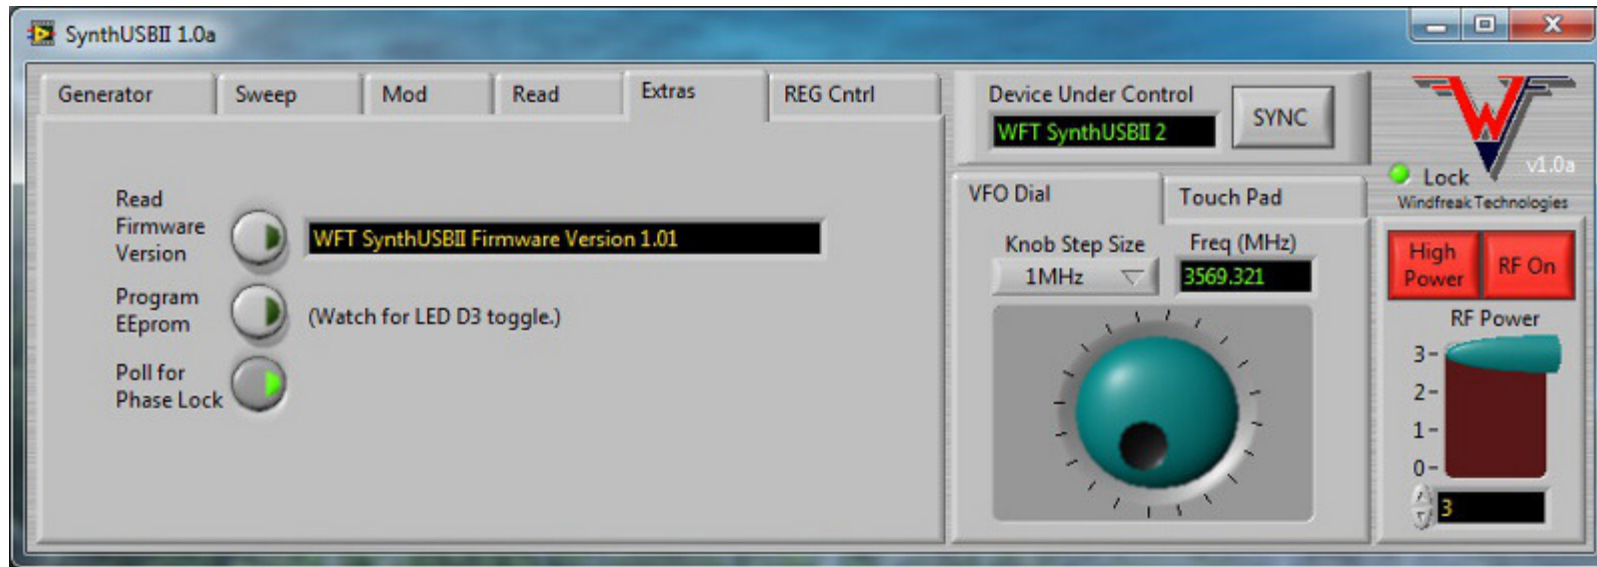 SynthUSBII 1.0a
Generator
Sweep
Mod
Read
Extras
REG Cntrl
Read
Firmware
Version
WFT SynthUSBII Firmware Version 1.01
Program
EEprom
(Watch for LED D3 toggle.)
Poll for
Phase Lock
Device Under Control
WFT SynthUSBII 2
SYNC
VFO Dial
Touch Pad
Knob Step Size
1MHz
Freq (MHz)
3569.321
W
v1.0a
Lock
Windfreak Technologies
High
Power
RF On
RF Power
3
2
1
0
3